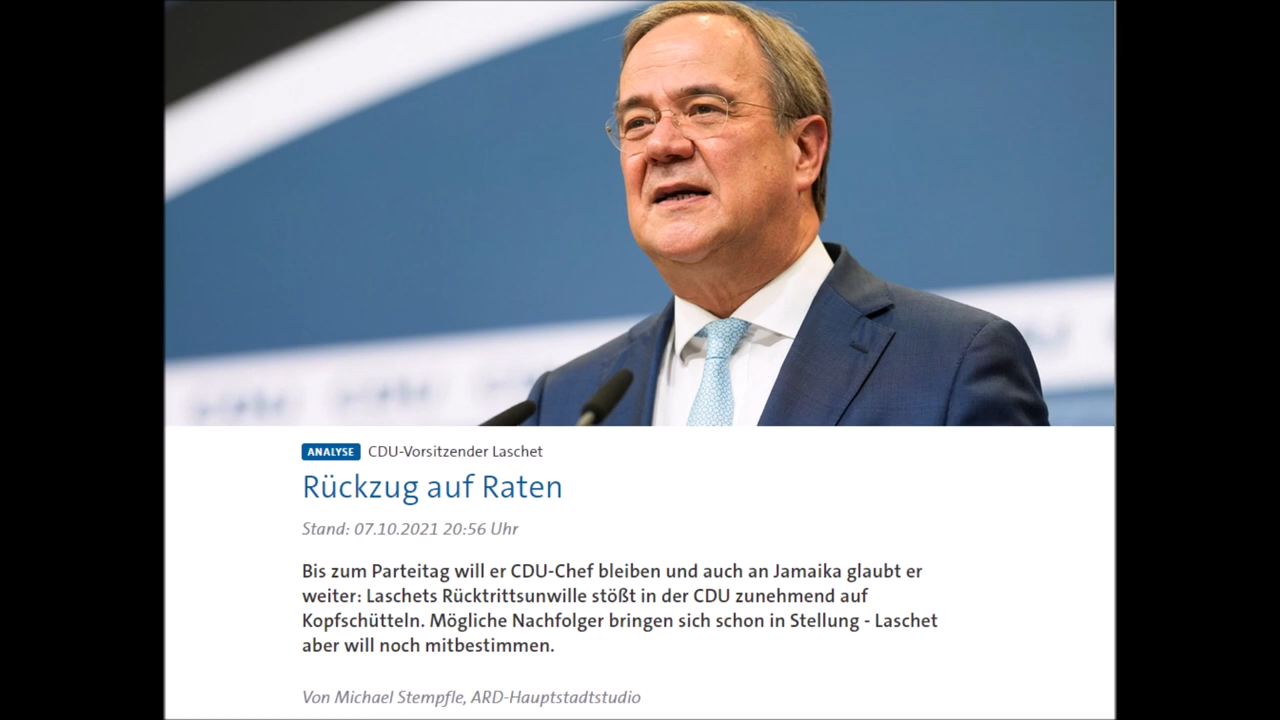 ANALYSE CDU-Vorsitzender Laschet
Rückzug auf Raten
Stand: 07.10.2021 20:56 Uhr
Bis zum Parteitag will er CDU-Chef bleiben und auch an Jamaika glaubt er
weiter: Laschets Rücktrittsunwille stößt in der CDU zunehmend auf
Kopfschütteln. Mögliche Nachfolger bringen sich schon in Stellung - Laschet
aber will noch mitbestimmen.
Von Michael Stempfle, ARD-Hauptstadtstudio